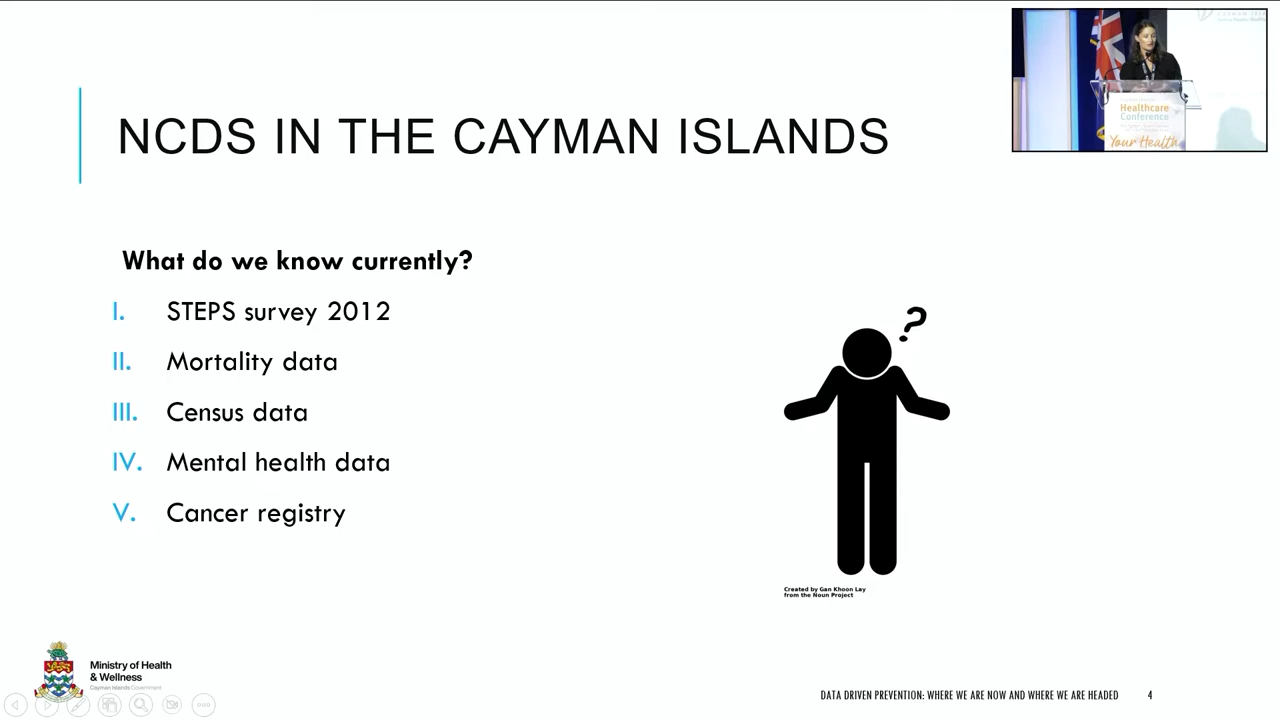 NCDS IN THE CAYMAN ISLANDS
Healthcare
Conference
Your Health
What do we know currently?
I. STEPS survey 2012
II. Mortality data
III. Census data
IV. Mental health data
V. Cancer registry
?
Created by Gan Khoon Lay
from the Noun Project
Ministry of Health
& Wellness
Cayman Islands Government
DATA DRIVEN PREVENTION: WHERE WE ARE NOW AND WHERE WE ARE HEADED 4